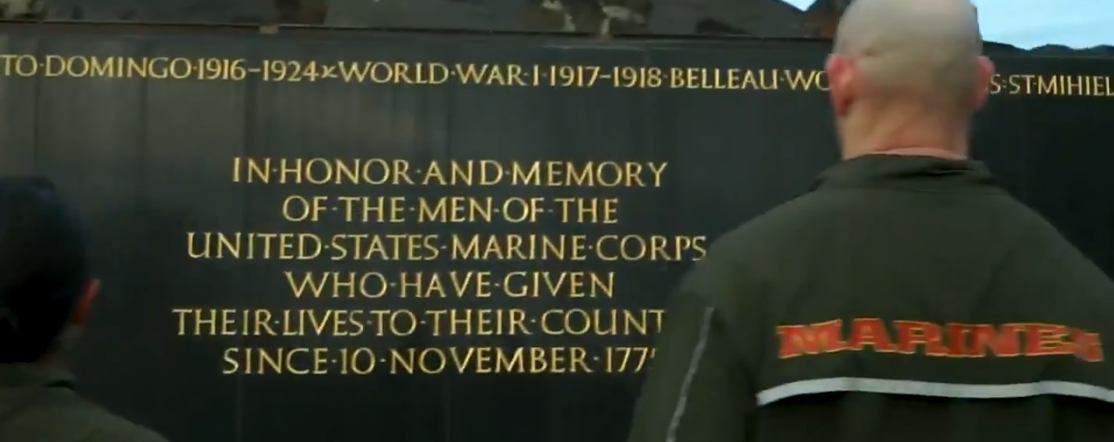 TO·DOMINGO·1916–1924×WORLD·WAR·I·1917–1918·BELLEAU·WO S·ST·MIHIEL
IN·HONOR·AND·MEMORY
OF·THE·MEN·OF·THE
UNITED·STATES·MARINE·CORPS
WHO·HAVE·GIVEN
THEIR·LIVES·TO·THEIR·COUNT
SINCE·10·NOVEMBER·177
MARINES